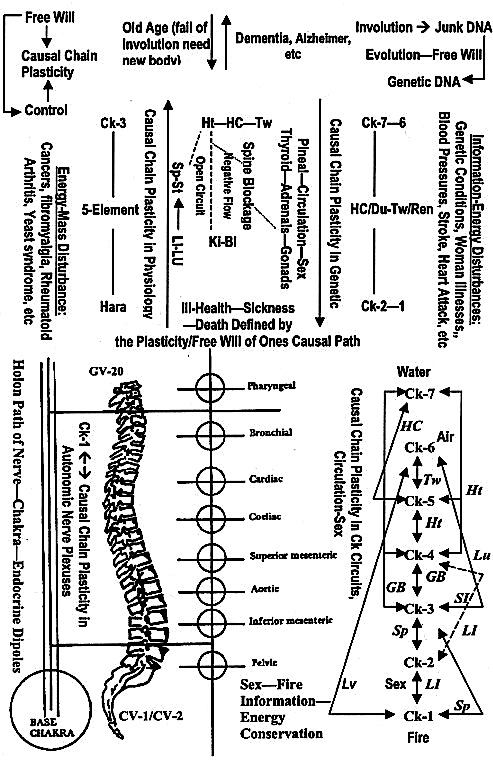 Free Will
Causal Chain
Plasticity
Control
Old Age (fail of
involution need
new body)
Dementia, Alzheimer,
etc
Involution → Junk DNA
Evolution—Free Will
Genetic DNA
Energy-Mass Disturbance:
Cancers, fibromyalgia, Rheumatoid
Arthritis, Yeast syndrome, etc
Ck-3
5-Element
Hara
Causal Chain Plasticity in Physiology
Ht—HC—Tw
Sp-St
Open Circuit
Negative Flow
Spine Blockage
LI-LU
Ki-Bl
Pineal—Circulation—Sex
Thyroid—Adrenals—Gonads
Causal Chain Plasticity in Genetic
Ck-7—6
HC/Du-Tw/Ren
Ck-2—1
Information-Energy Disturbances:
Genetic Conditions, Woman Illnesses,,
Blood Pressures, Stroke, Heart Attack, etc
Ill-Health—Sickness
—Death Defined by
the Plasticity/Free Will of Ones Causal Path
Holon Path of Nerve—Chakra—Endocrine Dipoles
Ck-1 ↔ Causal Chain Plasticity in
Autonomic Nerve Plexuses
GV-20
Pharyngeal
Bronchial
Cardiac
Coeliac
Superior mesenteric
Aortic
Inferior mesenteric
Pelvic
CV-1/CV-2
BASE
CHAKRA
Sex—Fire
Information—
Energy
Conservation
Causal Chain Plasticity in Ck Circuits,
Circulation-Sex
Water
Ck-7
HC
Ck-6
Air
Tw
Ck-5
Ht
Ht
Ck-4
Lu
GB
GB
SI
Ck-3
Sp
LI
Ck-2
Lv
Sex
LI
Sp
Ck-1
Fire